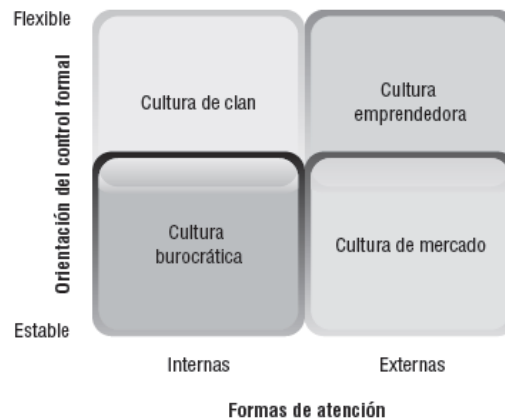 Flexible
Orientación del control formal
Cultura de clan
Cultura
emprendedora
Cultura
burocrática
Cultura de mercado
Estable
Internas
Externas
Formas de atención